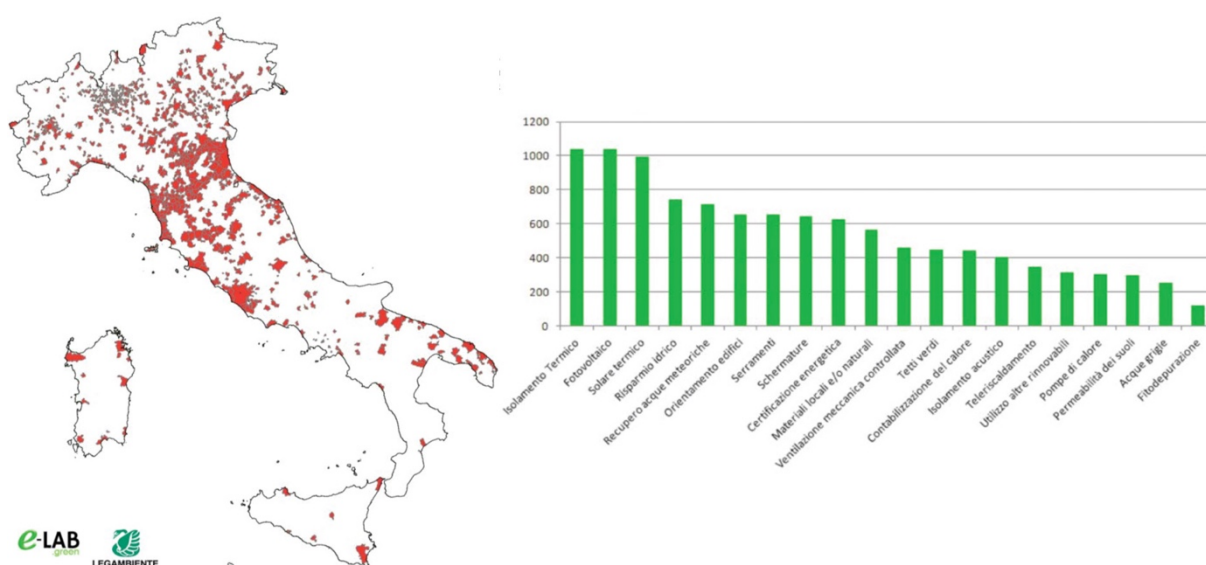 1200
1000
800
600
400
200
0
Isolamento Termico
Fotovoltaico
Solare termico
Risparmio idrico
Recupero acque meteoriche
Orientamento edifici
Serramenti
Schermature
Certificazione energetica
Materiali locali e/o naturali
Ventilazione meccanica controllata
Tetti verdi
Contabilizzazione del calore
Isolamento acustico
Teleriscaldamento
Utilizzo altre rinnovabili
Pompe di calore
Permeabilità dei suoli
Acque grigie
Fitodepurazione
e-LAB
green
LEGAMBIENTE